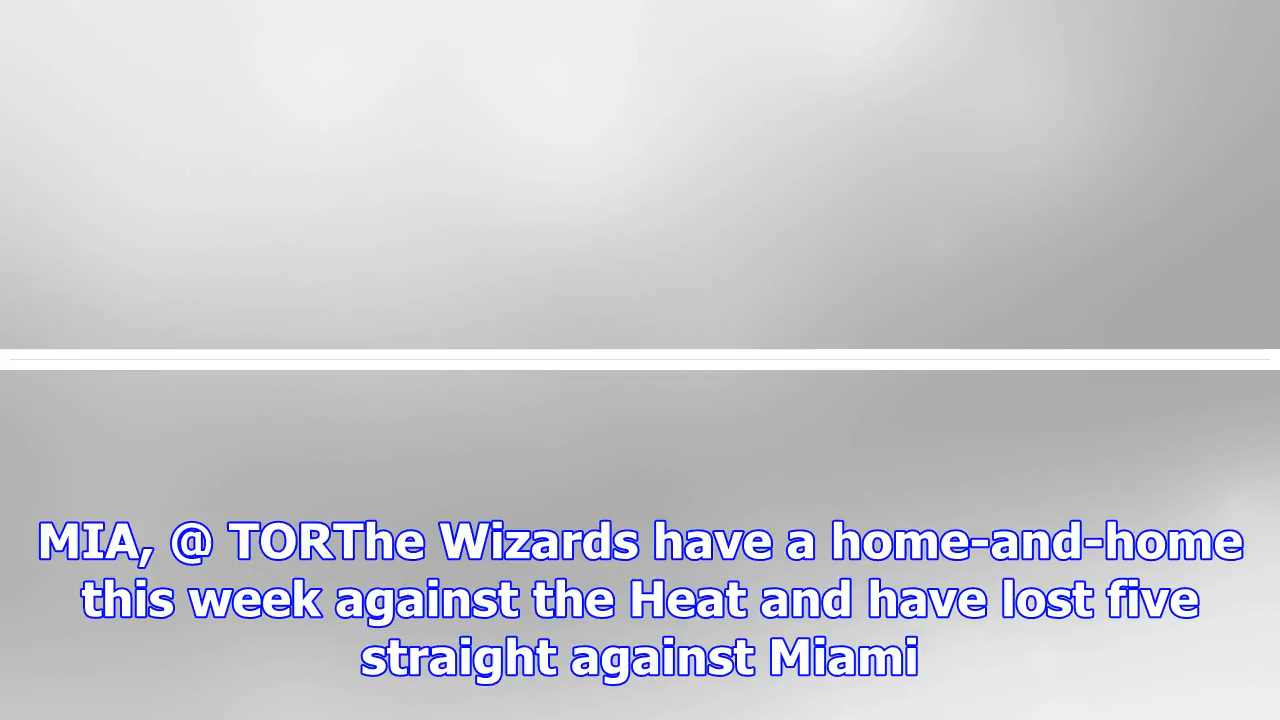 MIA, @ TORThe Wizards have a home-and-home
this week against the Heat and have lost five
straight against Miami